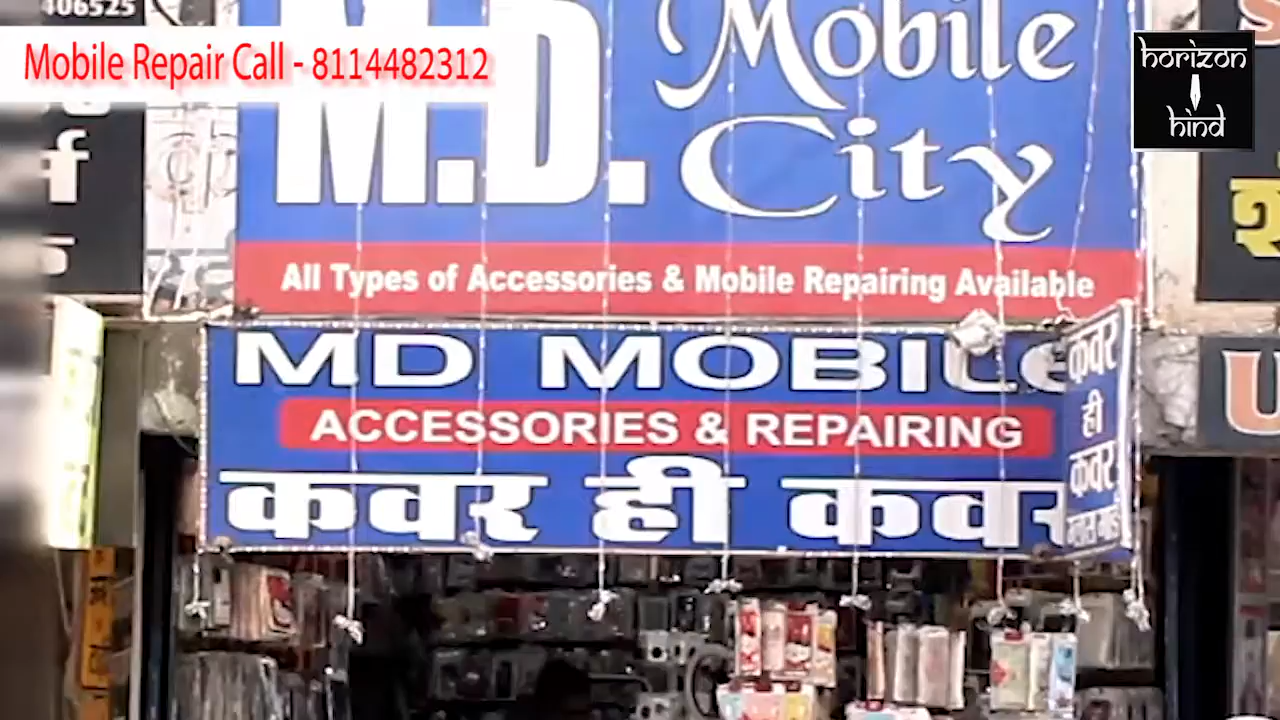 406525
Mobile Repair Call - 8114482312
horizon
hind
M.D. Mobile
City
All Types of Accessories & Mobile Repairing Available
MD MOBILE
ACCESSORIES & REPAIRING
कवर ही कवर
कवर
ही
कवर